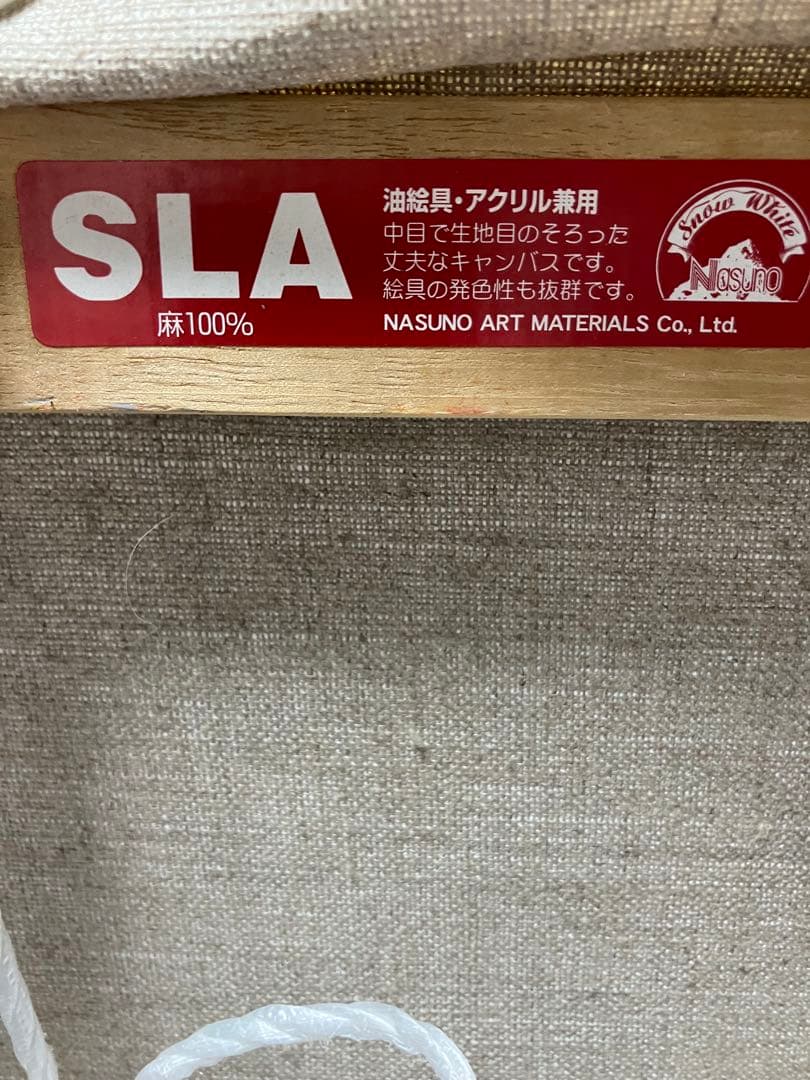 SLA
麻100%
油絵具・アクリル兼用
中目で生地目のそろった
丈夫なキャンバスです。
絵具の発色性も抜群です。
NASUNO ART MATERIALS Co., Ltd.
Snow White
Nasuno